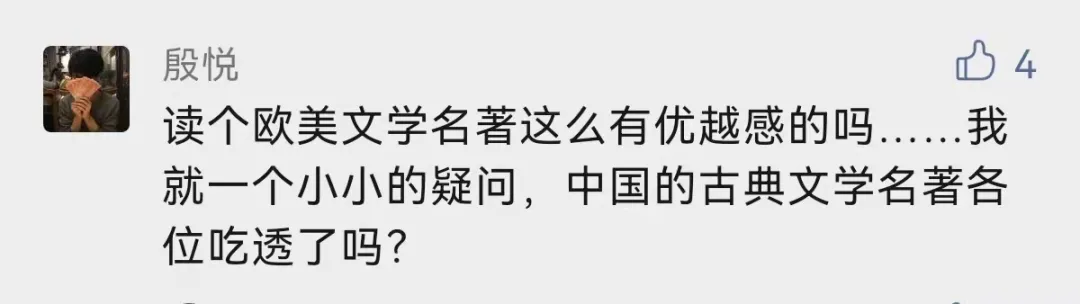 殷悦
4
读个欧美文学名著这么有优越感的吗……我
就一个小小的疑问，中国的古典文学名著各
位吃透了吗？